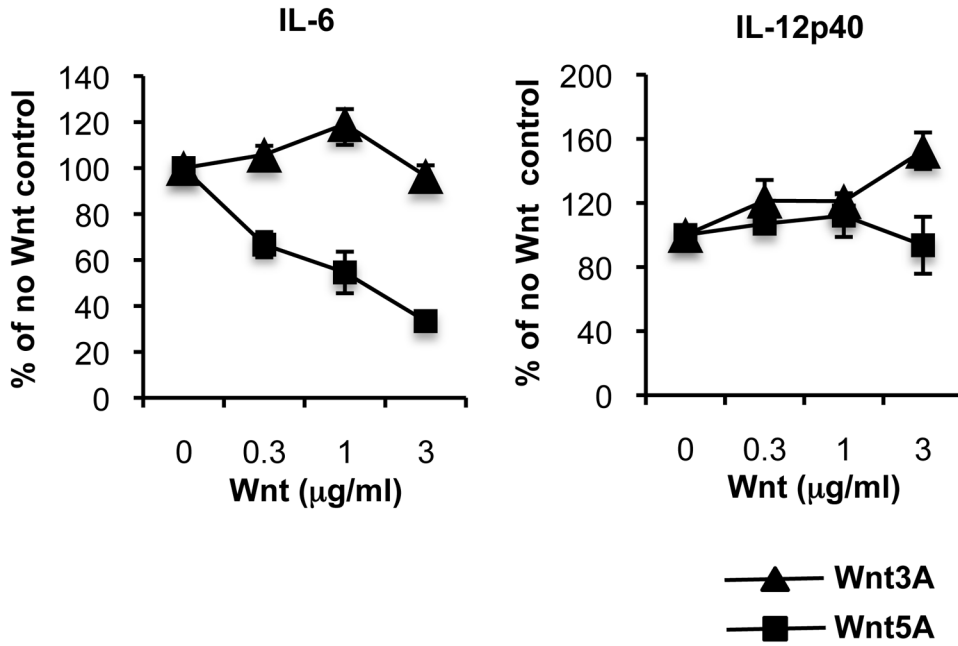 IL-6
% of no Wnt control
140
120
100
80
60
40
20
0
0 0.3 1 3
Wnt (μg/ml)
IL-12p40
% of no Wnt control
200
160
120
80
40
0
0 0.3 1 3
Wnt (μg/ml)
Wnt3A
Wnt5A